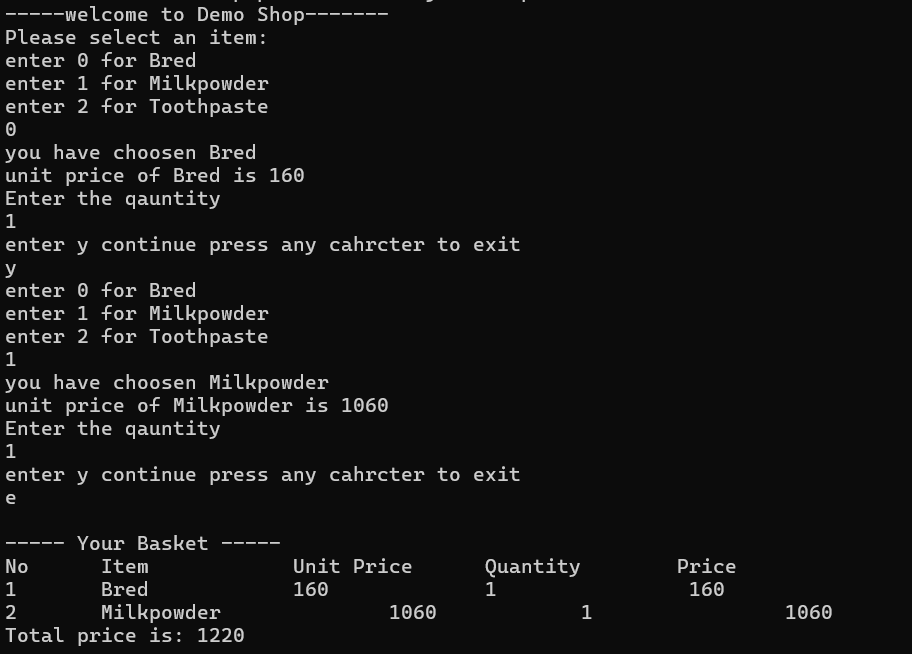 -----welcome to Demo Shop-------
Please select an item:
enter 0 for Bred
enter 1 for Milkpowder
enter 2 for Toothpaste
0
you have choosen Bred
unit price of Bred is 160
Enter the qauntity
1
enter y continue press any cahrcter to exit
y
enter 0 for Bred
enter 1 for Milkpowder
enter 2 for Toothpaste
1
you have choosen Milkpowder
unit price of Milkpowder is 1060
Enter the qauntity
1
enter y continue press any cahrcter to exit
e

----- Your Basket -----
No      Item            Unit Price      Quantity        Price
1       Bred            160             1                160
2       Milkpowder              1060            1                1060
Total price is: 1220